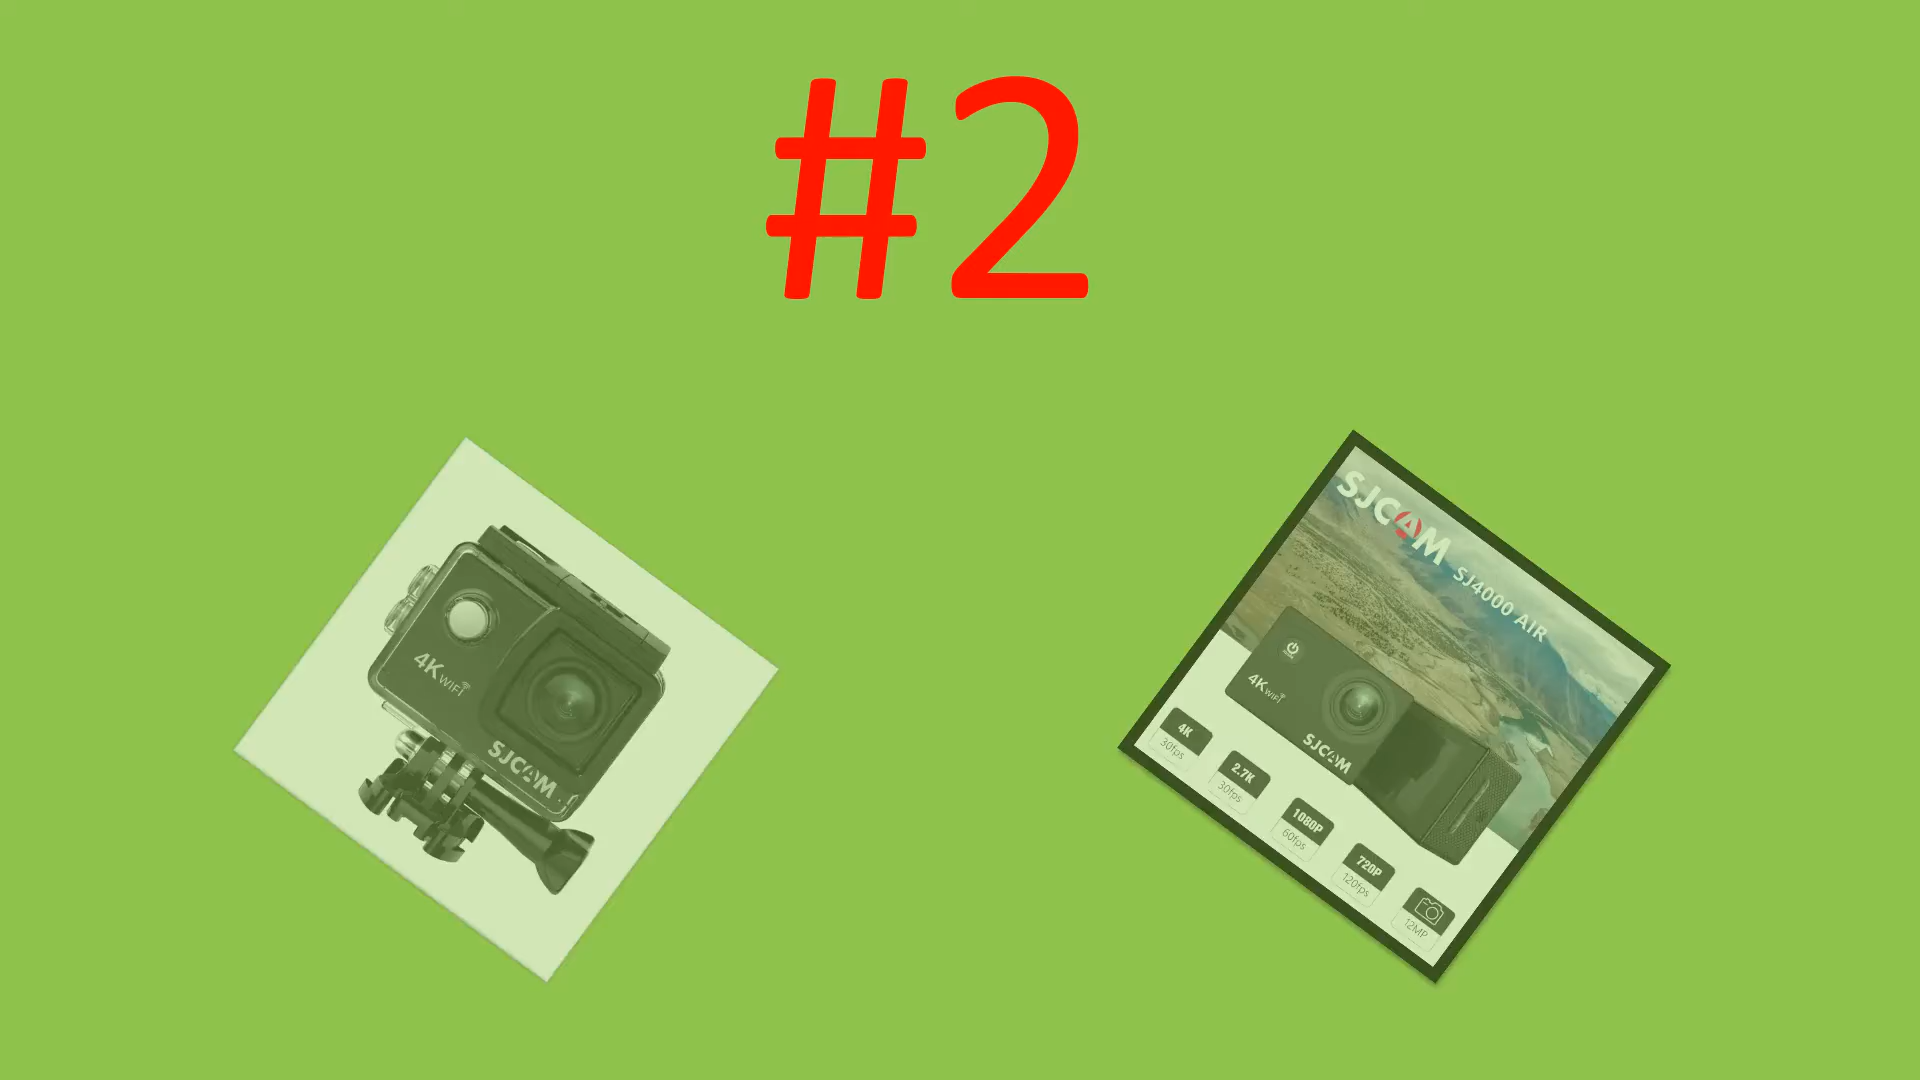 #2
4K WIFI
SJCAM
SJCAM
SJ4000 AIR
4K WIFI
SJCAM
4K
30fps
2.7K
30fps
1080P
60fps
720P
120fps
12MP